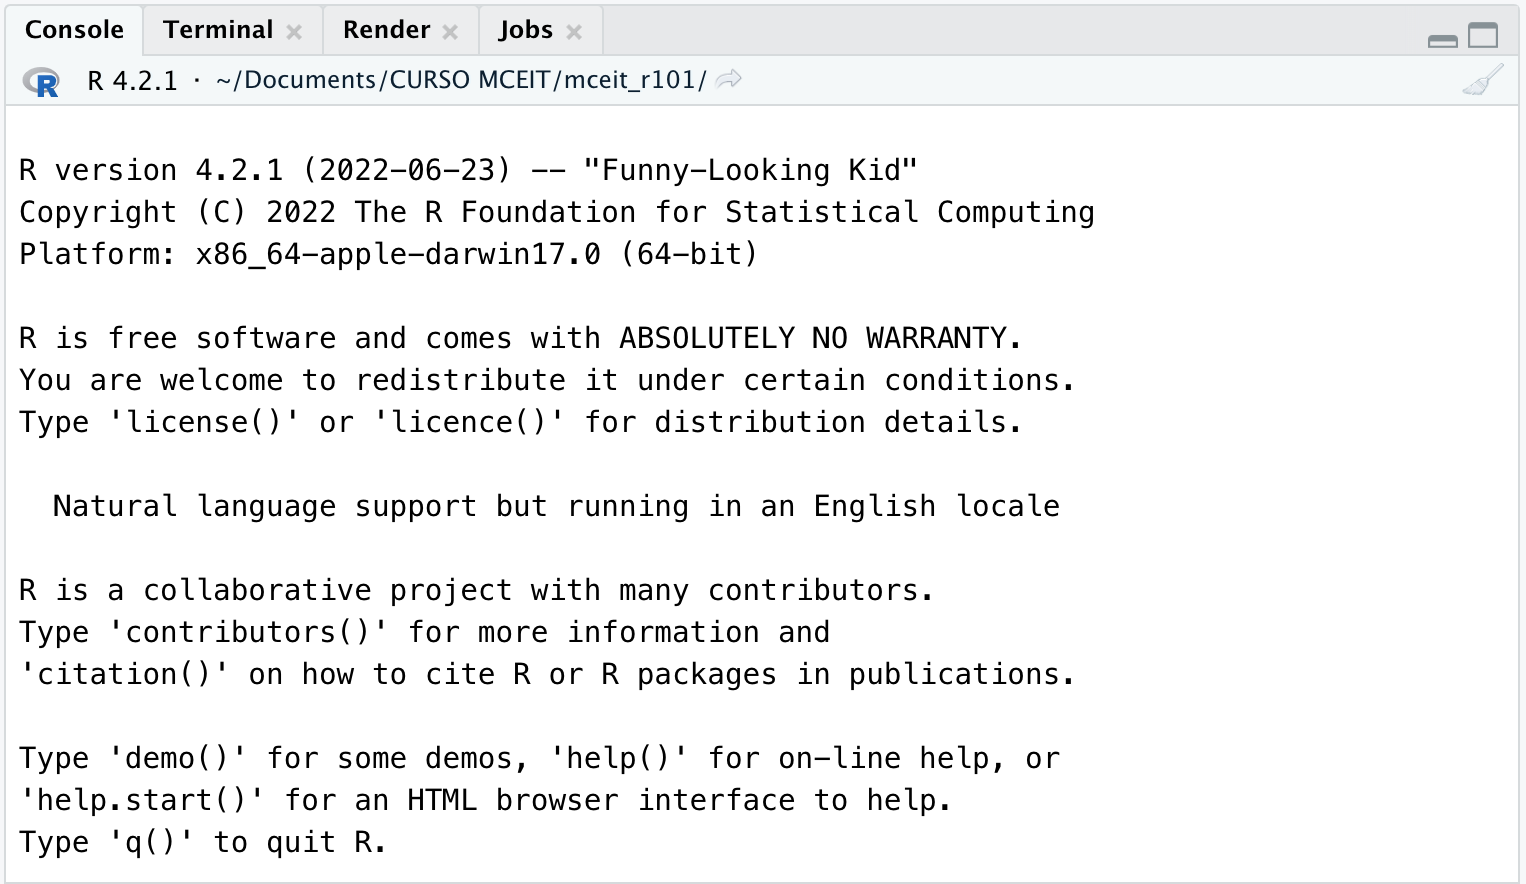 Console Terminal Render Jobs
R R 4.2.1 · ~/Documents/CURSO MCEIT/mceit_r101/
R version 4.2.1 (2022-06-23) -- "Funny-Looking Kid"
Copyright (C) 2022 The R Foundation for Statistical Computing
Platform: x86_64-apple-darwin17.0 (64-bit)
R is free software and comes with ABSOLUTELY NO WARRANTY.
You are welcome to redistribute it under certain conditions.
Type 'license()' or 'licence()' for distribution details.
Natural language support but running in an English locale
R is a collaborative project with many contributors.
Type 'contributors()' for more information and
'citation()' on how to cite R or R packages in publications.
Type 'demo()' for some demos, 'help()' for on-line help, or
'help.start()' for an HTML browser interface to help.
Type 'q()' to quit R.